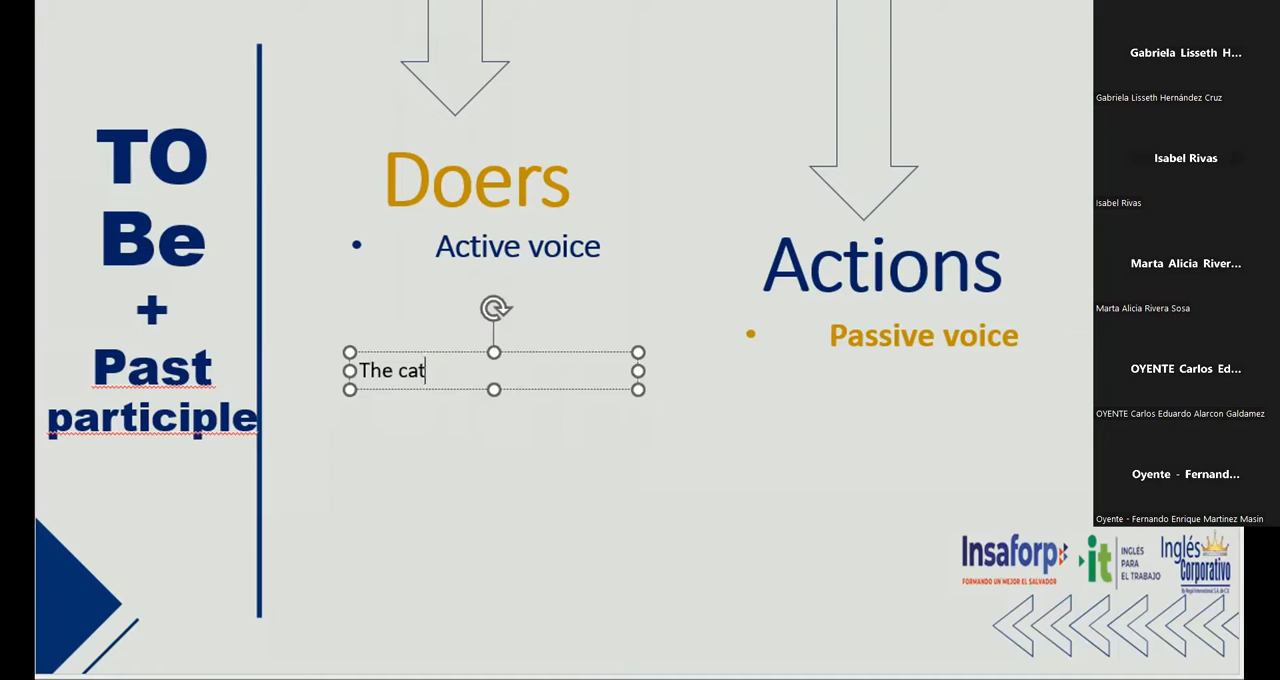 TO
Be
+
Past
participle
Doers
• Active voice
The cat
Actions
• Passive voice
Gabriela Lisseth H...
Gabriela Lisseth Hernández Cruz
Isabel Rivas
Isabel Rivas
Marta Alicia River...
Marta Alicia Rivera Sosa
OYENTE Carlos Ed...
OYENTE Carlos Eduardo Alarcon Galdamez
Oyente - Fernand...
Oyente - Fernando Enrique Martinez Masin
Insaforp
FORMANDO UN MEJOR EL SALVADOR
it
INGLÉS
PARA
EL TRABAJO
Inglés
Corporativo